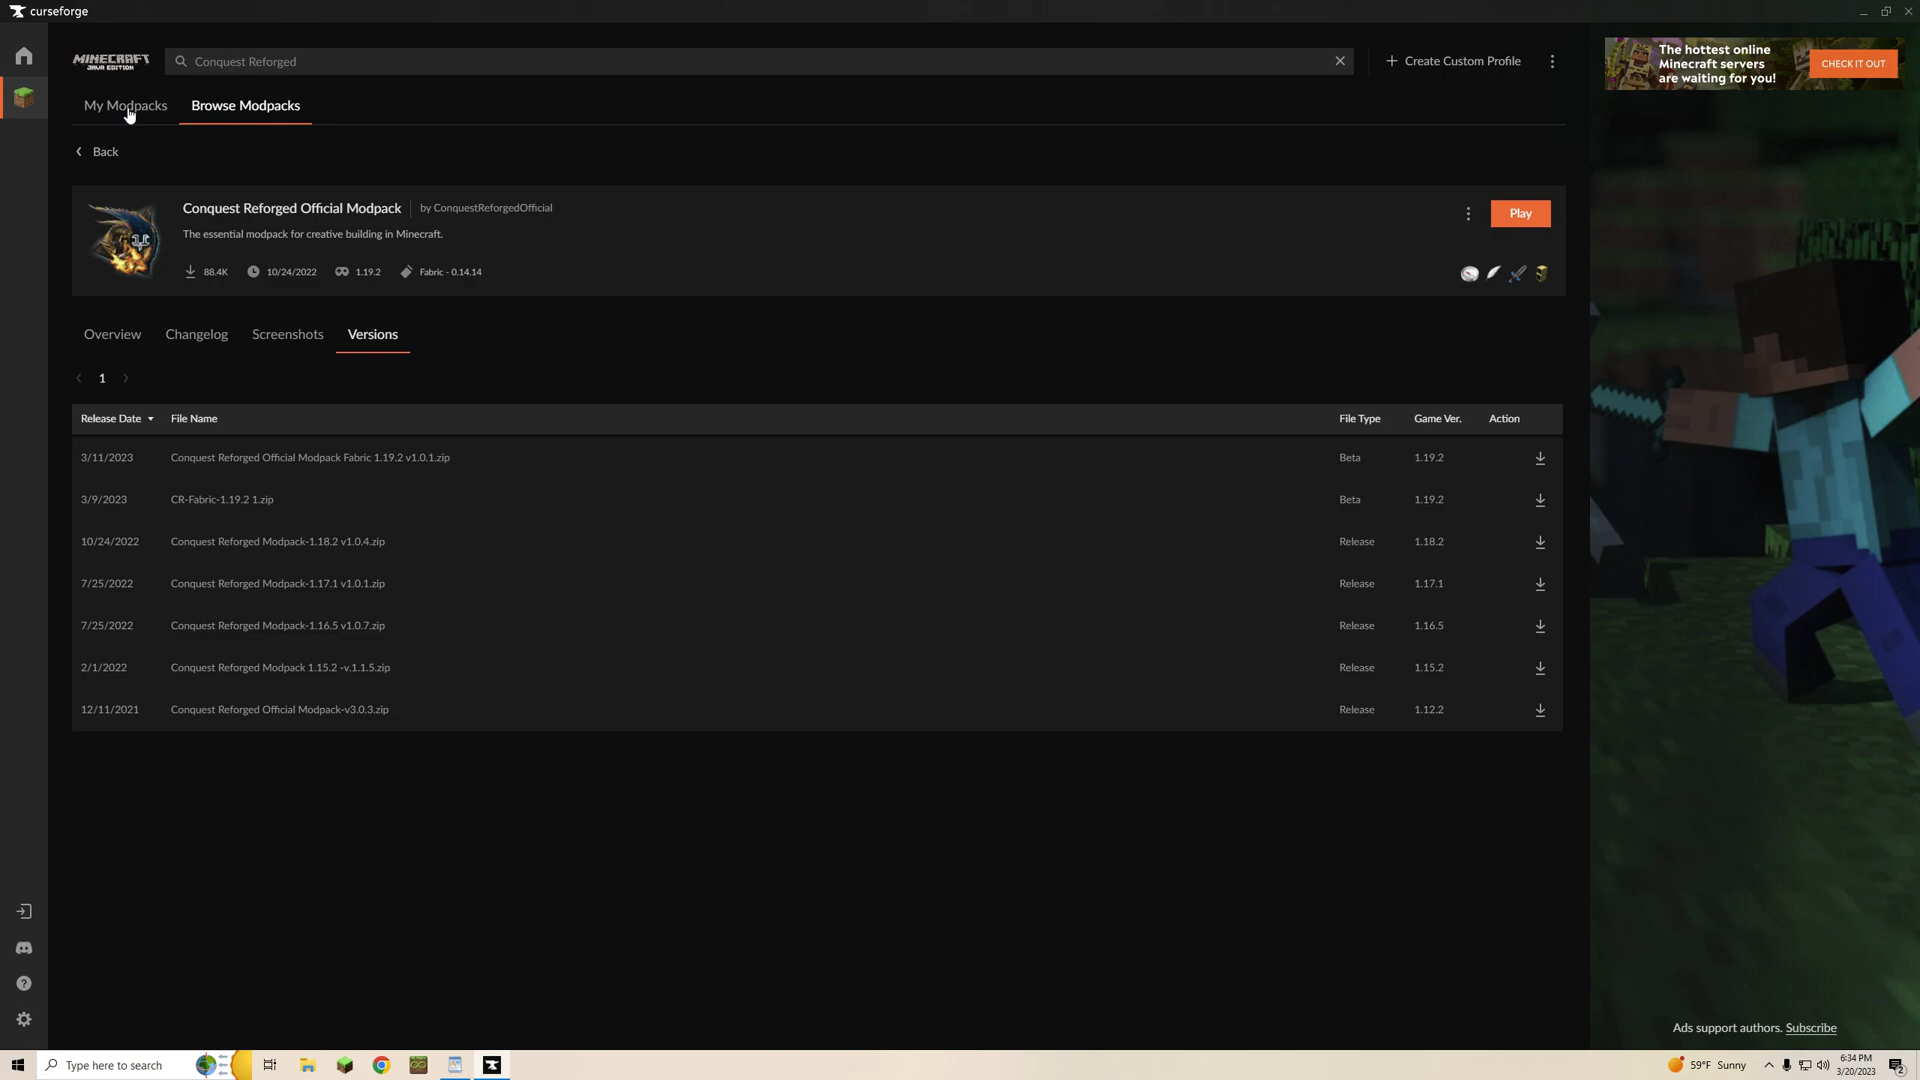 curseforge
MINECRAFT
JAVA EDITION
Conquest Reforged
Create Custom Profile
The hottest online
Minecraft servers
are waiting for you!
CHECK IT OUT
My Modpacks
Browse Modpacks
Back
Conquest Reforged Official Modpack
by ConquestReforgedOfficial
Play
The essential modpack for creative building in Minecraft.
88.4K
10/24/2022
1.19.2
Fabric - 0.14.14
Overview
Changelog
Screenshots
Versions
1
Release Date File Name File Type Game Ver. Action
3/11/2023 Conquest Reforged Official Modpack Fabric 1.19.2 v1.0.1.zip Beta 1.19.2
3/9/2023 CR-Fabric-1.19.2 1.zip Beta 1.19.2
10/24/2022 Conquest Reforged Modpack-1.18.2 v1.0.4.zip Release 1.18.2
7/25/2022 Conquest Reforged Modpack-1.17.1 v1.0.1.zip Release 1.17.1
7/25/2022 Conquest Reforged Modpack-1.16.5 v1.0.7.zip Release 1.16.5
2/1/2022 Conquest Reforged Modpack 1.15.2 -v.1.1.5.zip Release 1.15.2
12/11/2021 Conquest Reforged Official Modpack-v3.0.3.zip Release 1.12.2
Ads support authors. Subscribe
Type here to search
59°F Sunny
6:34 PM
3/20/2023
2